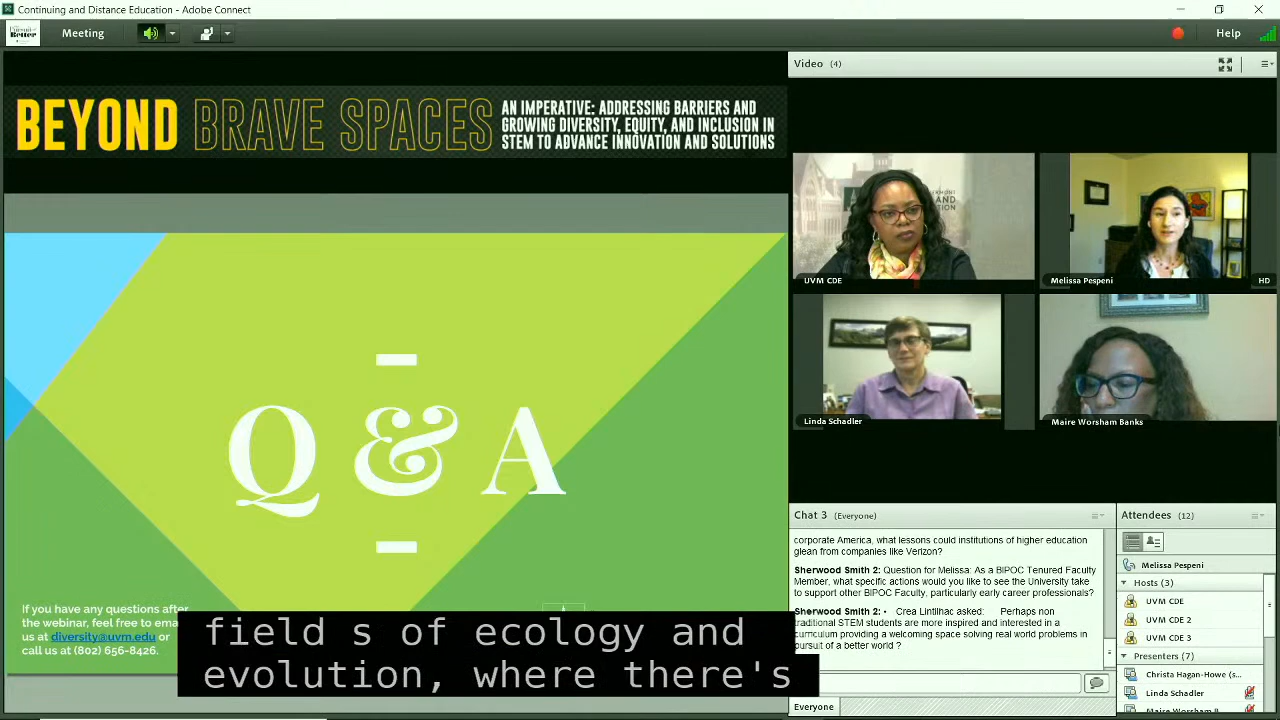 Continuing and Distance Education - Adobe Connect
Meeting
Help
BEYOND BRAVE SPACES
AN IMPERATIVE: ADDRESSING BARRIERS AND
GROWING DIVERSITY, EQUITY, AND INCLUSION IN
STEM TO ADVANCE INNOVATION AND SOLUTIONS
Q & A
If you have any questions after
the webinar, feel free to ema
us at diversity@uvm.edu or
call us at (802) 656-8426.
field s of ecology and
evolution, where there's
Video (4)
UVM CDE
Melissa Pespeni
HD
Linda Schadler
Maire Worsham Banks
Chat 3 (Everyone)
corporate America, what lessons could institutions of higher education
glean from companies like Verizon?
Sherwood Smith 2: Question for Melissa: As a BIPOC Tenured Faculty
Member, what specific actions would you like to see the University take
to support other BIPOC Faculty, particularly early career professionals?
Sherwood Smith 2: • Crea Lintilhac asked: Perhaps non
traditional STEM students are more inspired and interested in a
curriculum providing a welcoming space solving real world problems in
pursuit of a better world ?
Everyone
Attendees (12)
Melissa Pespeni
Hosts (3)
UVM CDE
UVM CDE 2
UVM CDE 3
Presenters (7)
Christa Hagan-Howe (s...
Linda Schadler
Maire Worsham B...